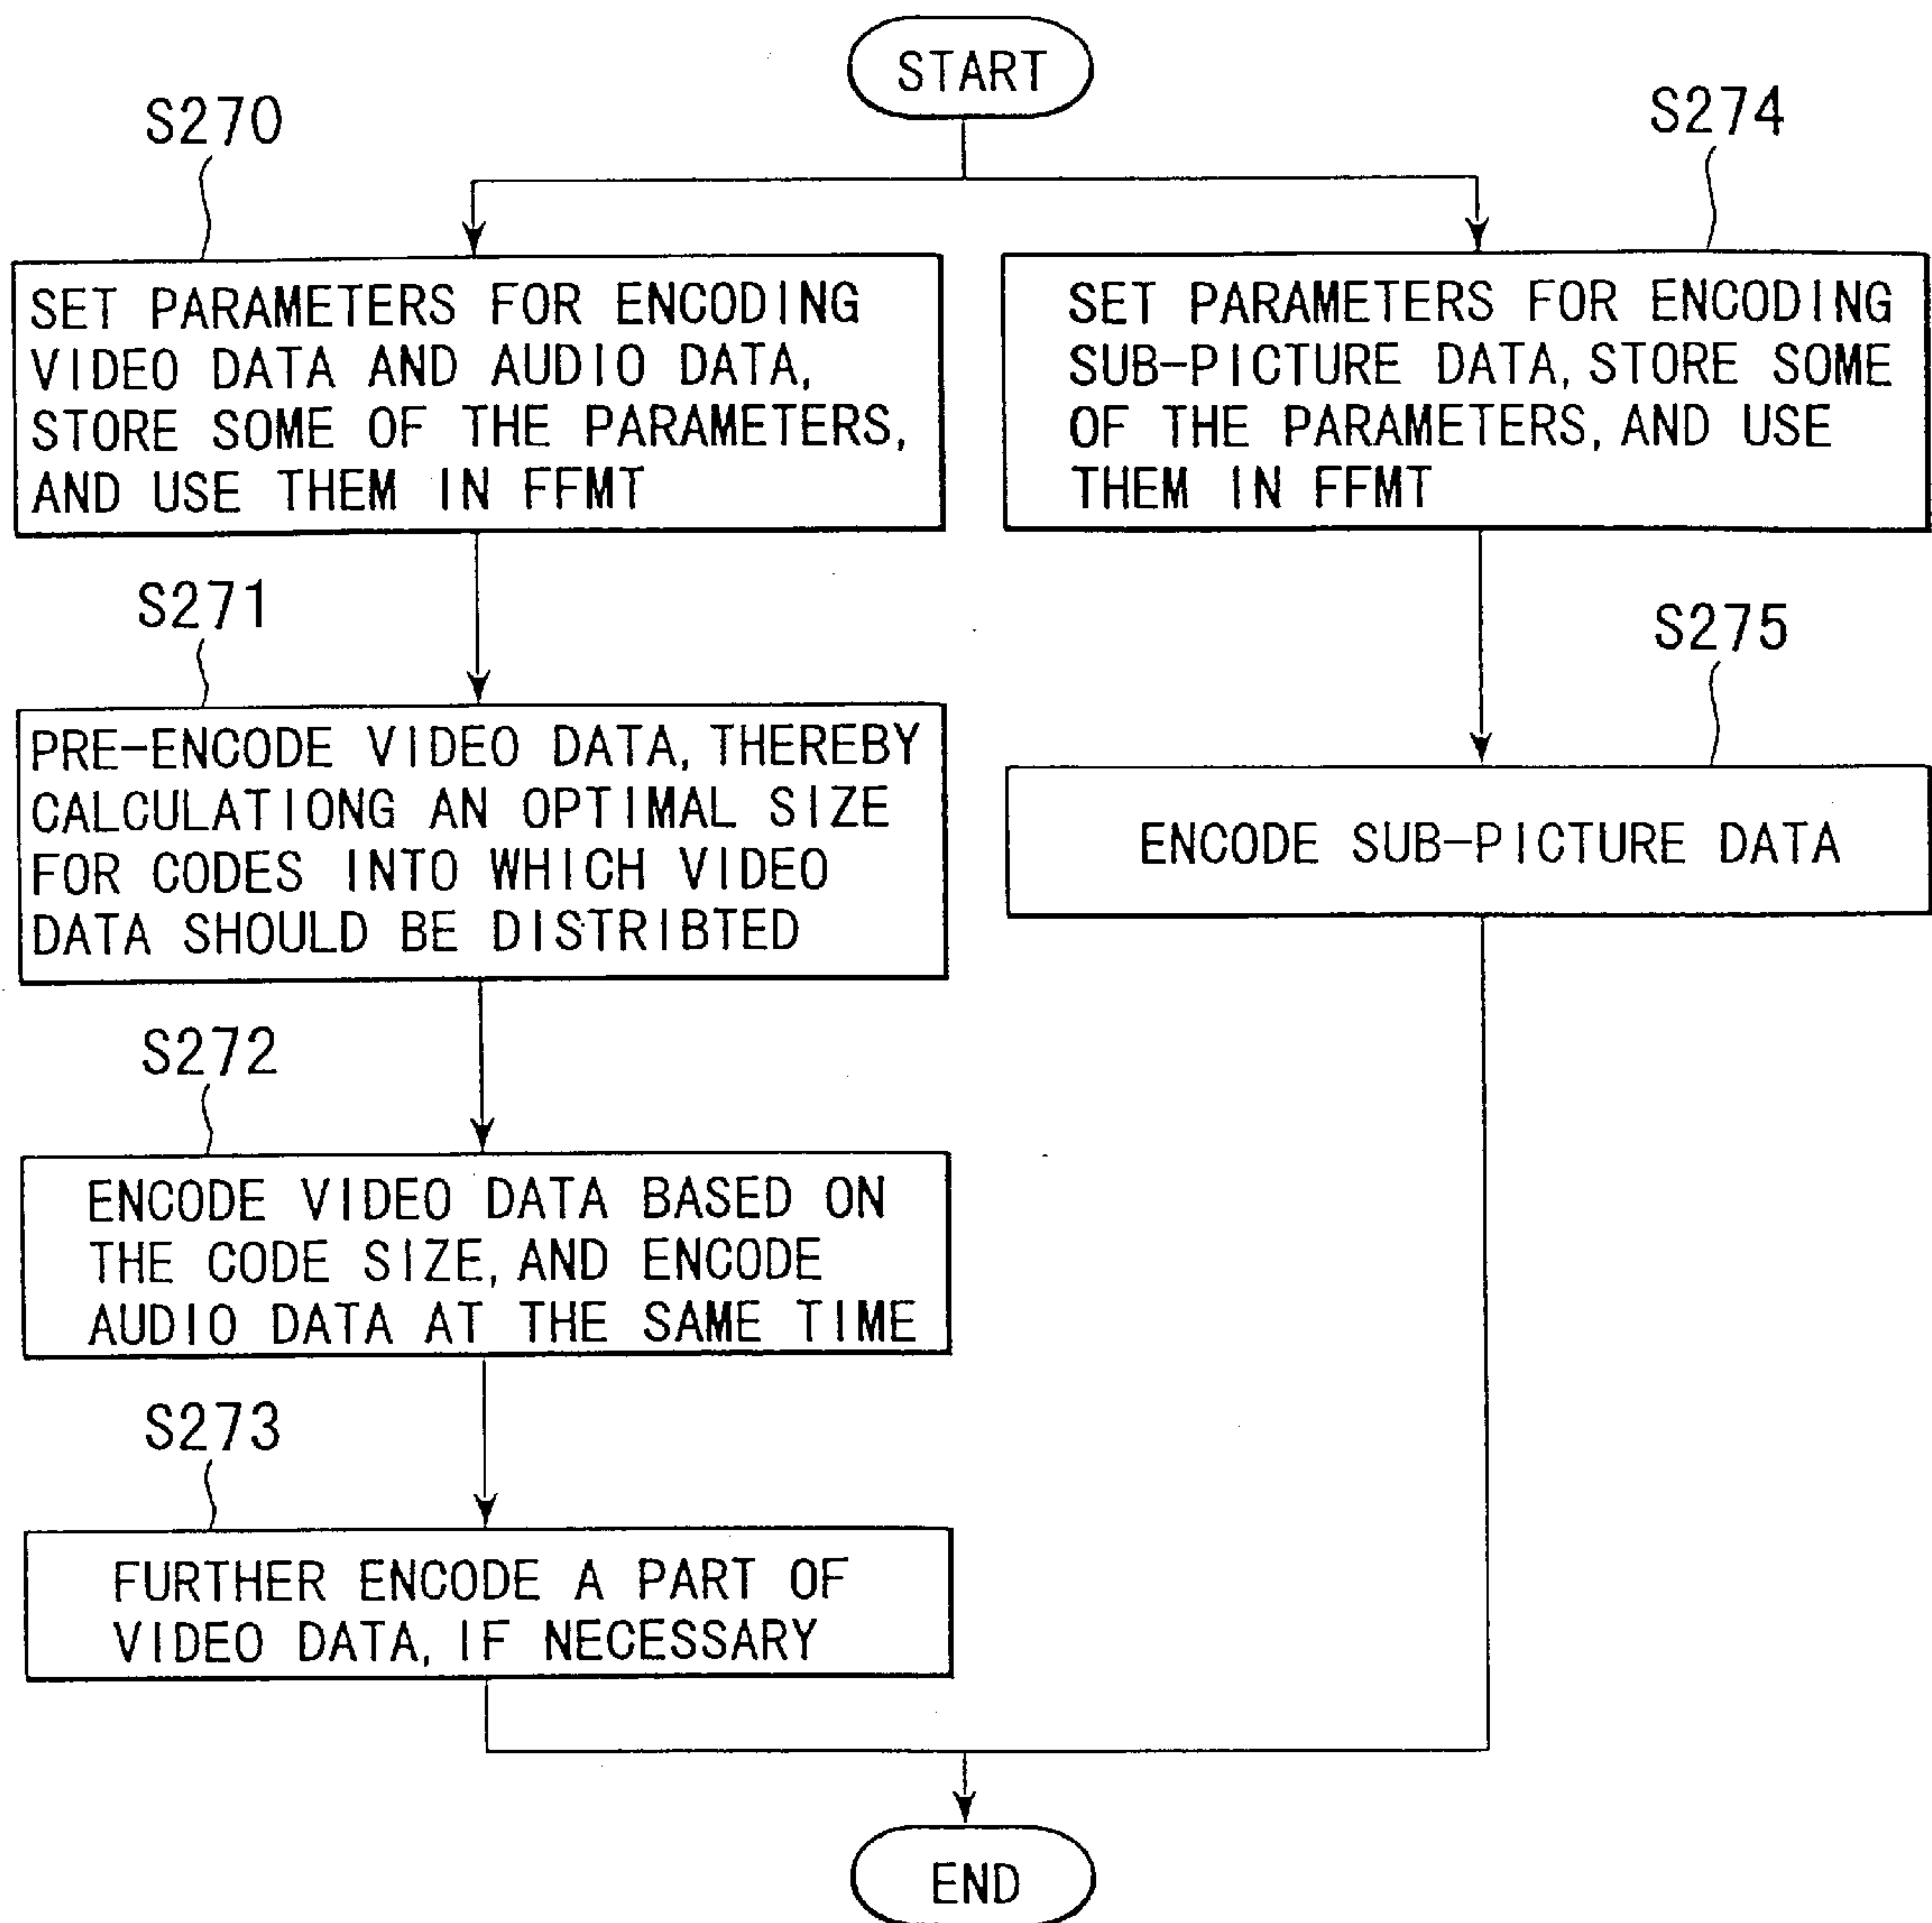 START
S270
SET PARAMETERS FOR ENCODING
VIDEO DATA AND AUDIO DATA,
STORE SOME OF THE PARAMETERS,
AND USE THEM IN FFMT
S271
PRE-ENCODE VIDEO DATA, THEREBY
CALCULATIONG AN OPTIMAL SIZE
FOR CODES INTO WHICH VIDEO
DATA SHOULD BE DISTRIBTED
S272
ENCODE VIDEO DATA BASED ON
THE CODE SIZE, AND ENCODE
AUDIO DATA AT THE SAME TIME
S273
FURTHER ENCODE A PART OF
VIDEO DATA, IF NECESSARY
S274
SET PARAMETERS FOR ENCODING
SUB-PICTURE DATA, STORE SOME
OF THE PARAMETERS, AND USE
THEM IN FFMT
S275
ENCODE SUB-PICTURE DATA
END